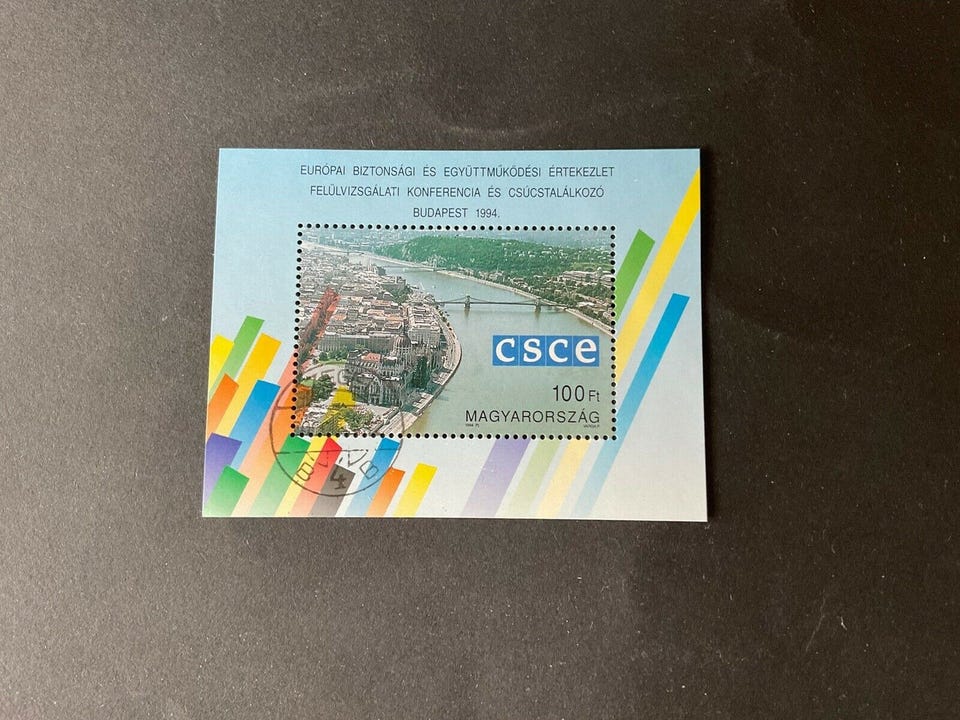 EURÓPAI BIZTONSÁGI ÉS EGYÜTTMŰKÖDÉSI ÉRTEKEZLET
FELÜLVIZSGÁLATI KONFERENCIA ÉS CSÚCSTALÁLKOZÓ
BUDAPEST 1994.
csce
100 Ft
MAGYARORSZÁG